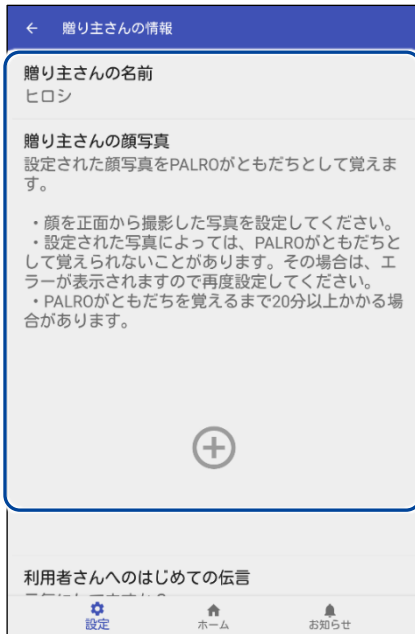 ← 贈り主さんの情報
贈り主さんの名前
ヒロシ
贈り主さんの顔写真
設定された顔写真をPALROがともだちとして覚えま
す。
・顔を正面から撮影した写真を設定してください。
・設定された写真によっては、PALROがともだちと
して覚えられないことがあります。その場合は、エ
ラーが表示されますので再度設定してください。
・PALROがともだちを覚えるまで20分以上かかる場
合があります。
利用者さんへのはじめての伝言
設定 ホーム お知らせ